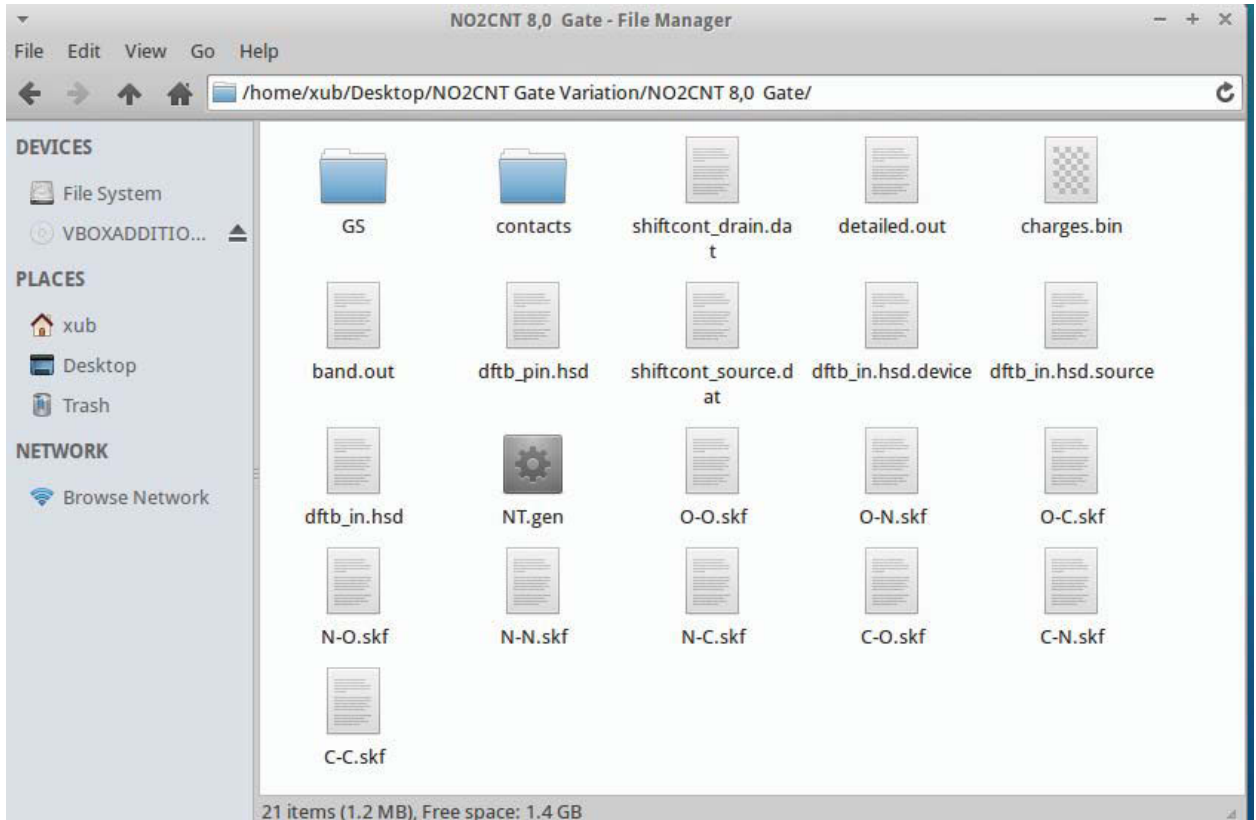 NO2CNT 8,0  Gate - File Manager
File Edit View Go Help
/home/xub/Desktop/NO2CNT Gate Variation/NO2CNT 8,0  Gate/
DEVICES
File System
VBOXADDITIO...
PLACES
xub
Desktop
Trash
NETWORK
Browse Network
GS contacts shiftcont_drain.da detailed.out charges.bin
t
band.out dftb_pin.hsd shiftcont_source.d dftb_in.hsd.device dftb_in.hsd.source
at
dftb_in.hsd NT.gen O-O.skf O-N.skf O-C.skf
N-O.skf N-N.skf N-C.skf C-O.skf C-N.skf
C-C.skf
21 items (1.2 MB), Free space: 1.4 GB